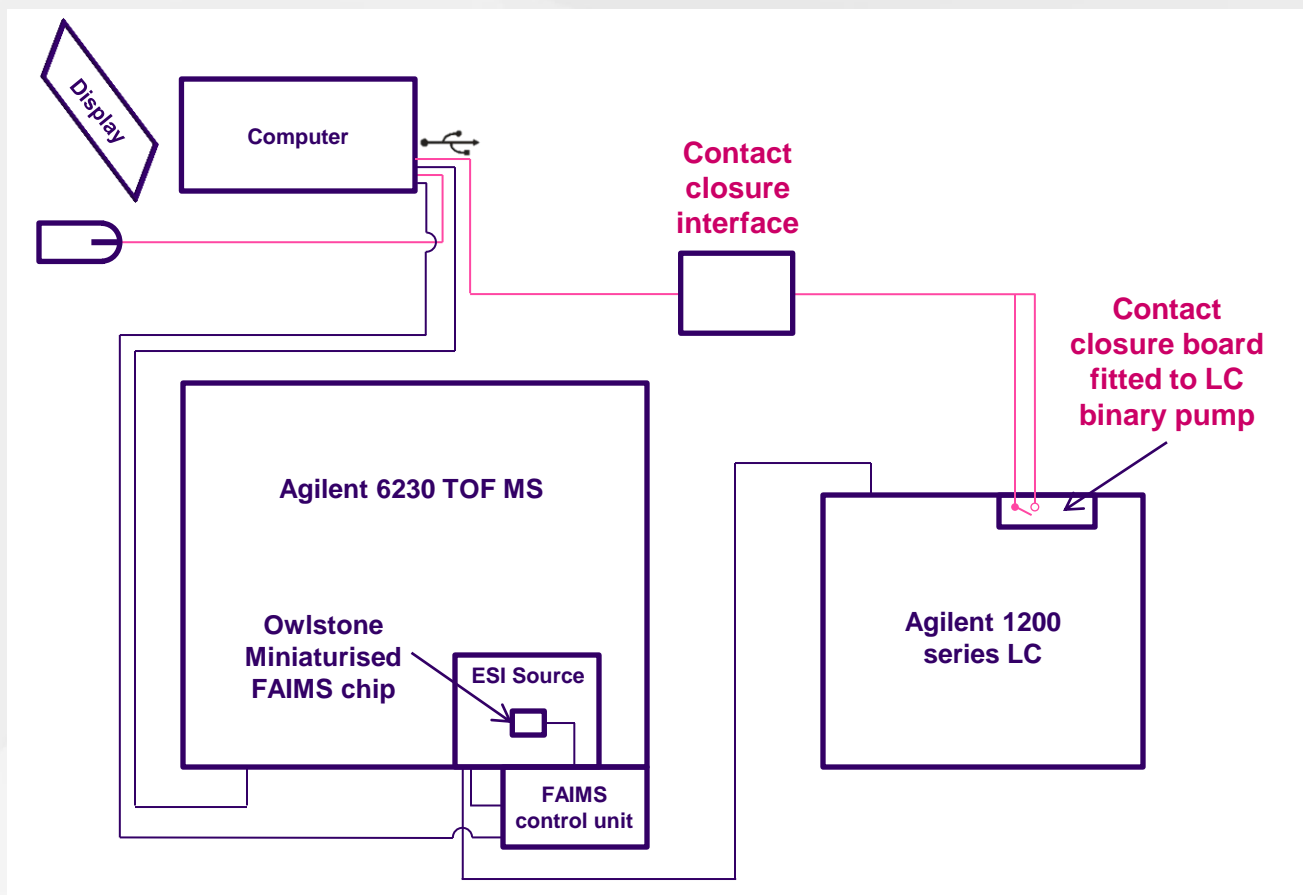 Display
Computer
Contact
closure
interface
Contact
closure board
fitted to LC
binary pump
Agilent 6230 TOF MS
Owlstone
Miniaturised
FAIMS chip
ESI Source
FAIMS
control unit
Agilent 1200
series LC